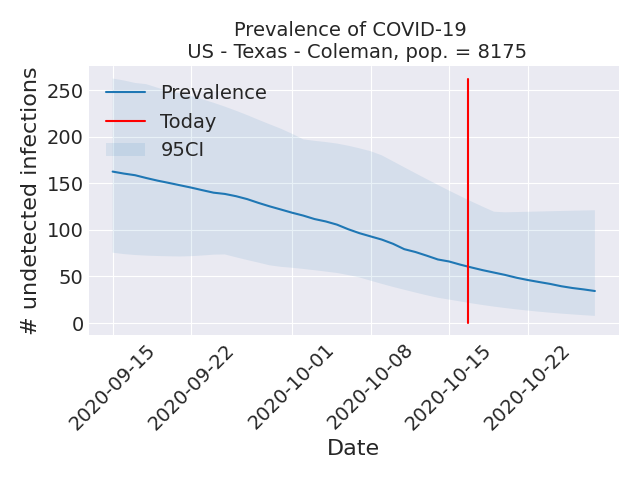 Prevalence of COVID-19
US - Texas - Coleman, pop. = 8175
# undetected infections
250
200
150
100
50
0
Prevalence
Today
95CI
2020-09-15
2020-09-22
2020-10-01
2020-10-08
2020-10-15
2020-10-22
Date